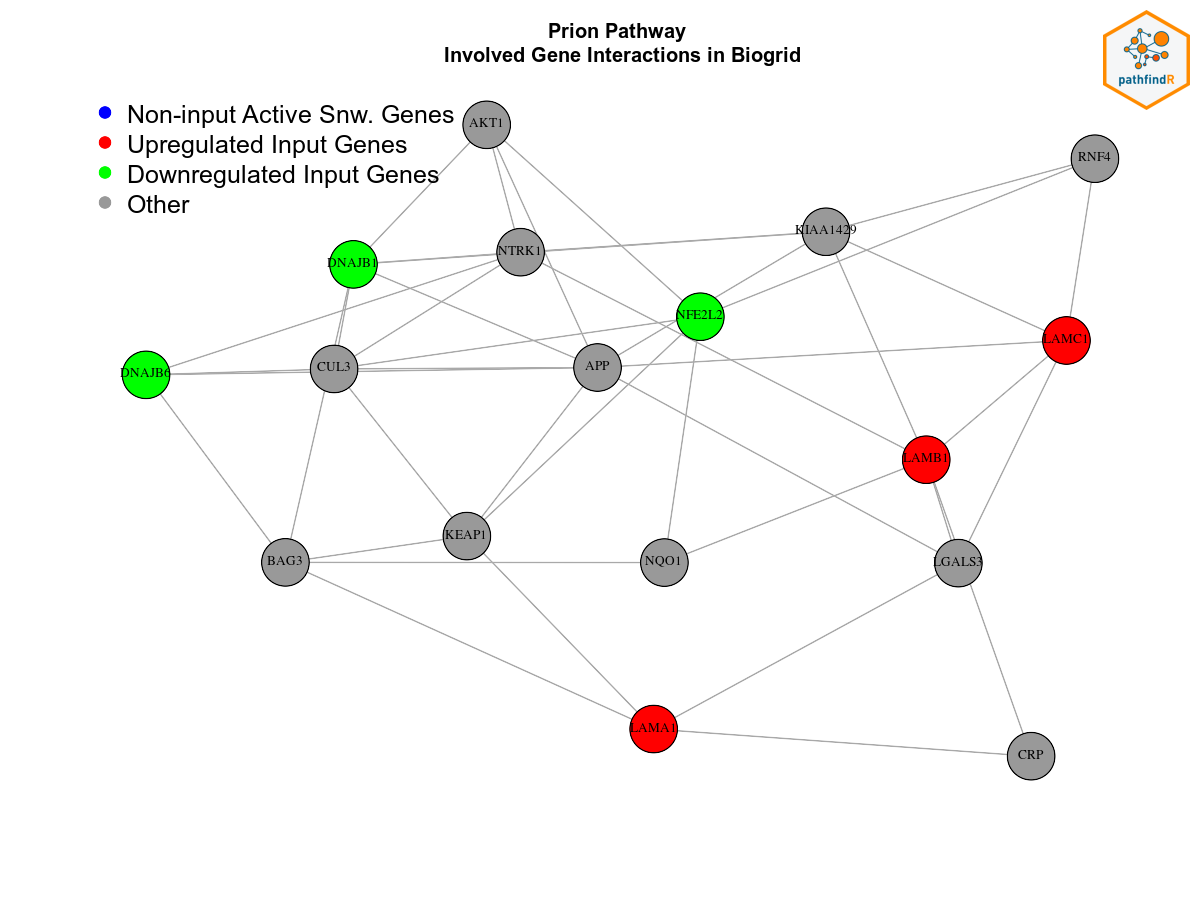 Prion Pathway
Involved Gene Interactions in Biogrid
pathfindR
Non-input Active Snw. Genes
Upregulated Input Genes
Downregulated Input Genes
Other
AKT1
RNF4
KIAA1429
NTRK1
DNAJB1
NFE2L2
LAMC1
DNAJB6
CUL3
APP
LAMB1
KEAP1
BAG3
NQO1
LGALS3
LAMA1
CRP